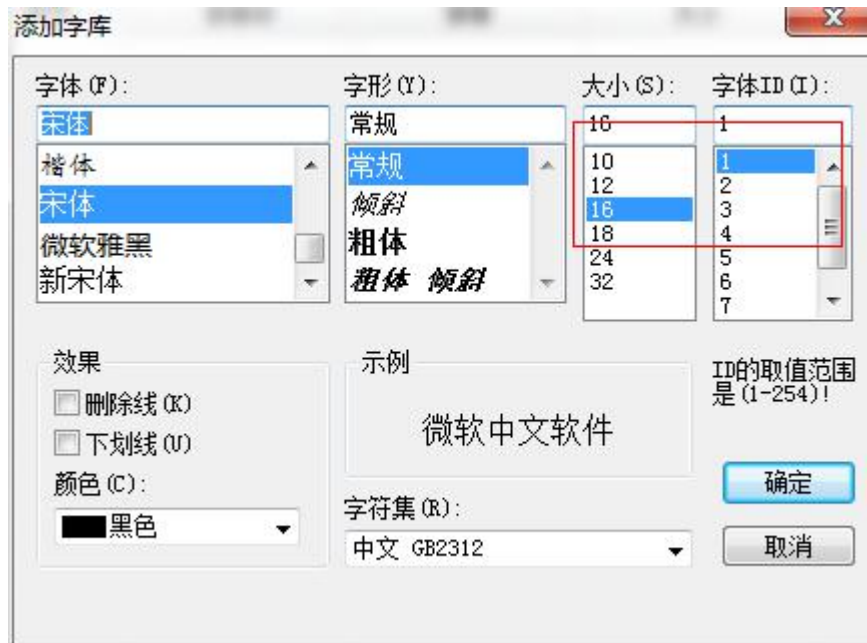 添加字库
字体(F):
宋体
楷体
宋体
微软雅黑
新宋体
字形(Y):
常规
常规
倾斜
粗体
粗体 倾斜
大小(S):
16
10
12
16
18
24
32
字体ID(I):
1
1
2
3
4
5
6
7
效果
删除线(K)
下划线(U)
颜色(C):
黑色
示例
微软中文软件
字符集(R):
中文 GB2312
ID的取值范围
是(1-254)!
确定
取消